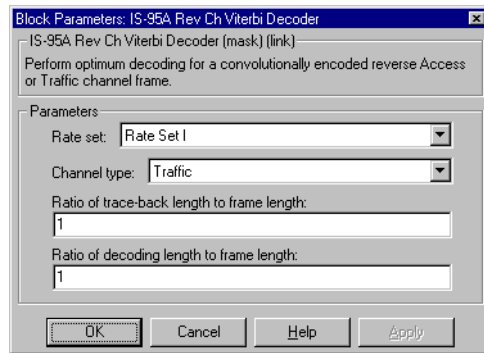 Block Parameters: IS-95A Rev Ch Viterbi Decoder
IS-95A Rev Ch Viterbi Decoder (mask) (link)
Perform optimum decoding for a convolutionally encoded reverse Access
or Traffic channel frame.
Parameters
Rate set: Rate Set I
Channel type: Traffic
Ratio of trace-back length to frame length:
1
Ratio of decoding length to frame length:
1
OK Cancel Help Apply